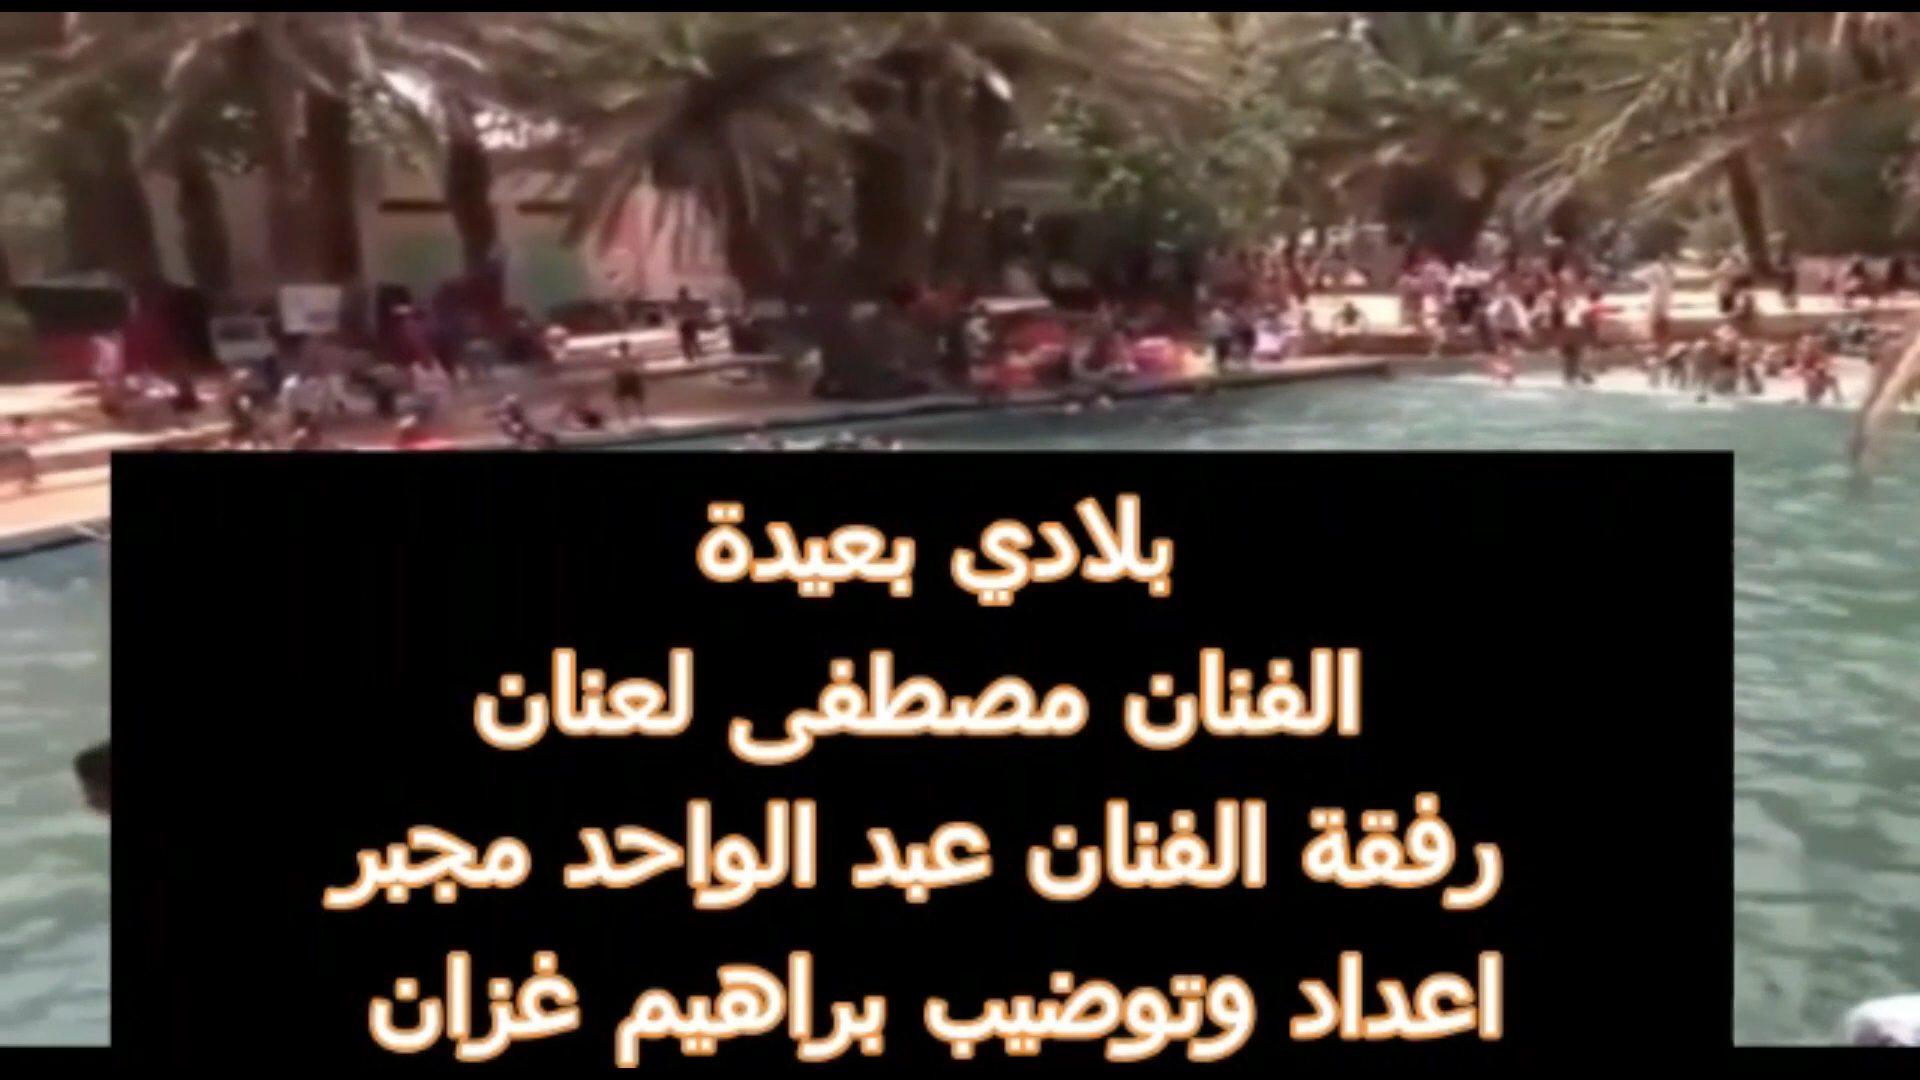 بلادي بعيدة
الفنان مصطفى لعنان
رفقة الفنان عبد الواحد مجبر
اعداد وتوضيب براهيم غزان